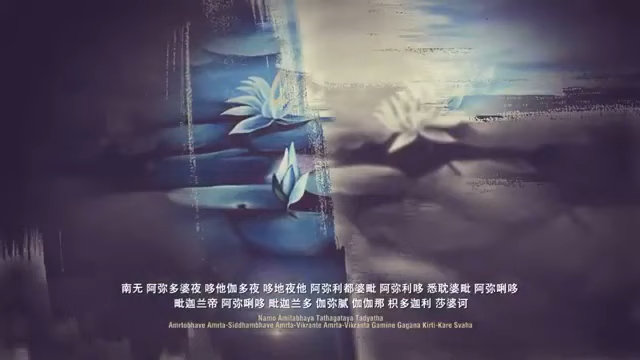 南无 阿弥多婆夜 哆他伽多夜 哆地夜他 阿弥利都婆毗 阿弥利哆 悉耽婆毗 阿弥唎哆
毗迦兰帝 阿弥唎哆 毗迦兰多 伽弥腻 伽伽那 枳多迦利 莎婆诃
Namo Amitabhaya Tathagataya Tadyatha
Amrtobhave Amrta-Siddhambhave Amrta-Vikrante Amrta-Vikranta Gamine Gagana Kirti-Kare Svaha